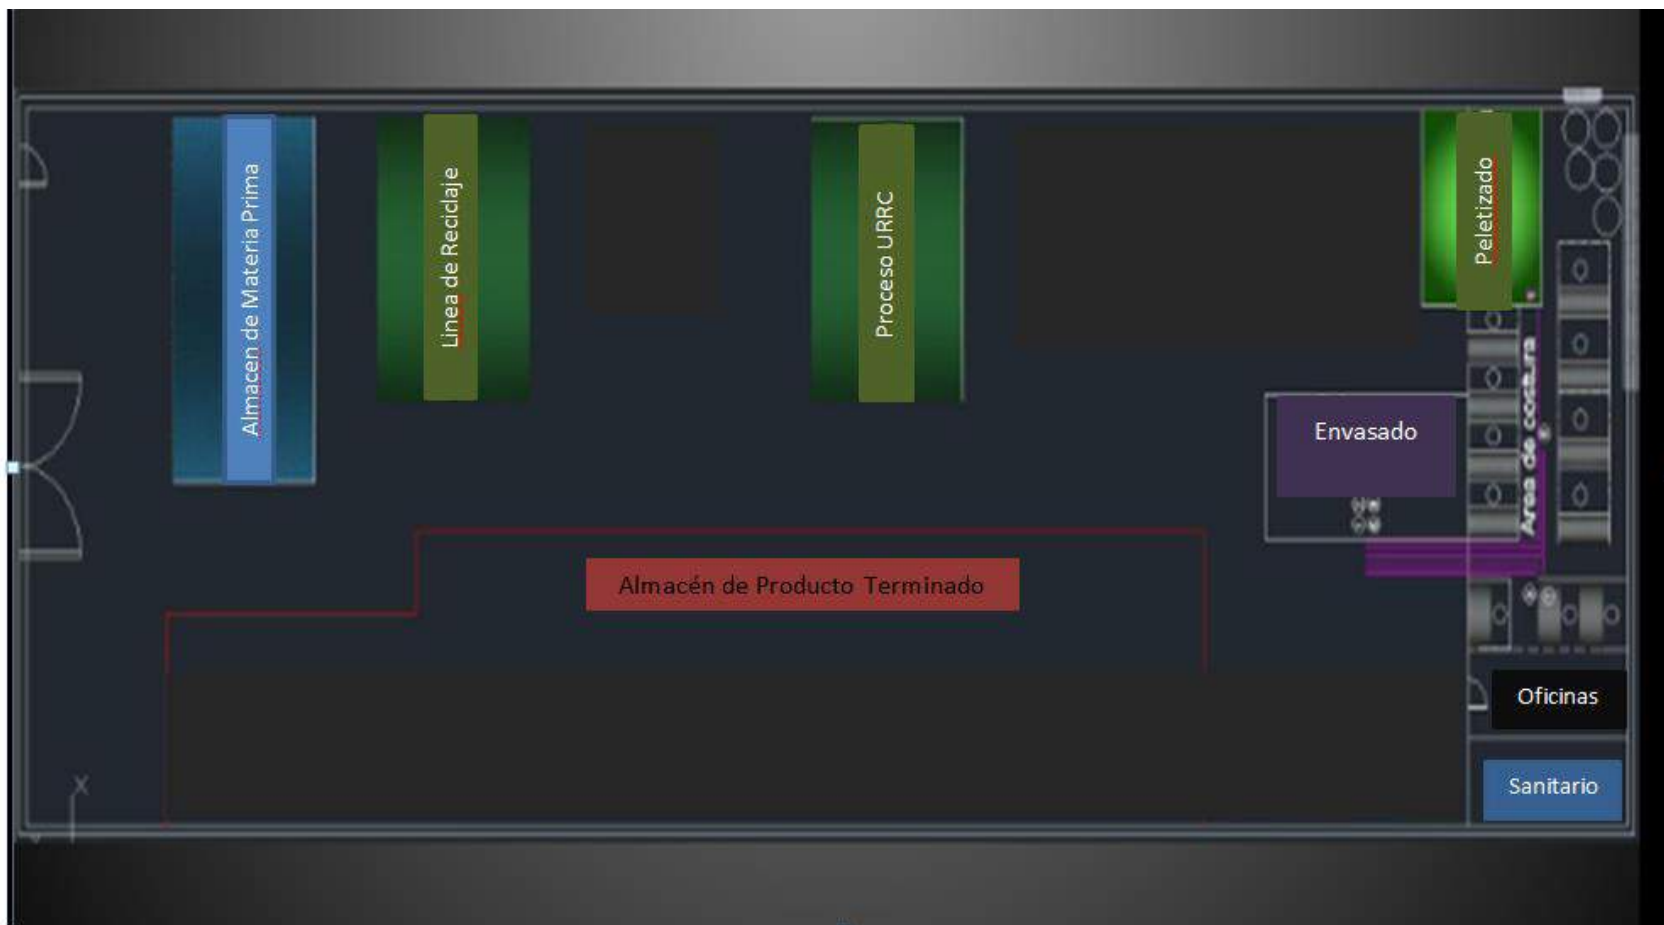 Almacen de Materia Prima
Linea de Reciclaje
Proceso URRC
Peletizado
Envasado
Area de costura
Almacén de Producto Terminado
Oficinas
Sanitario
X